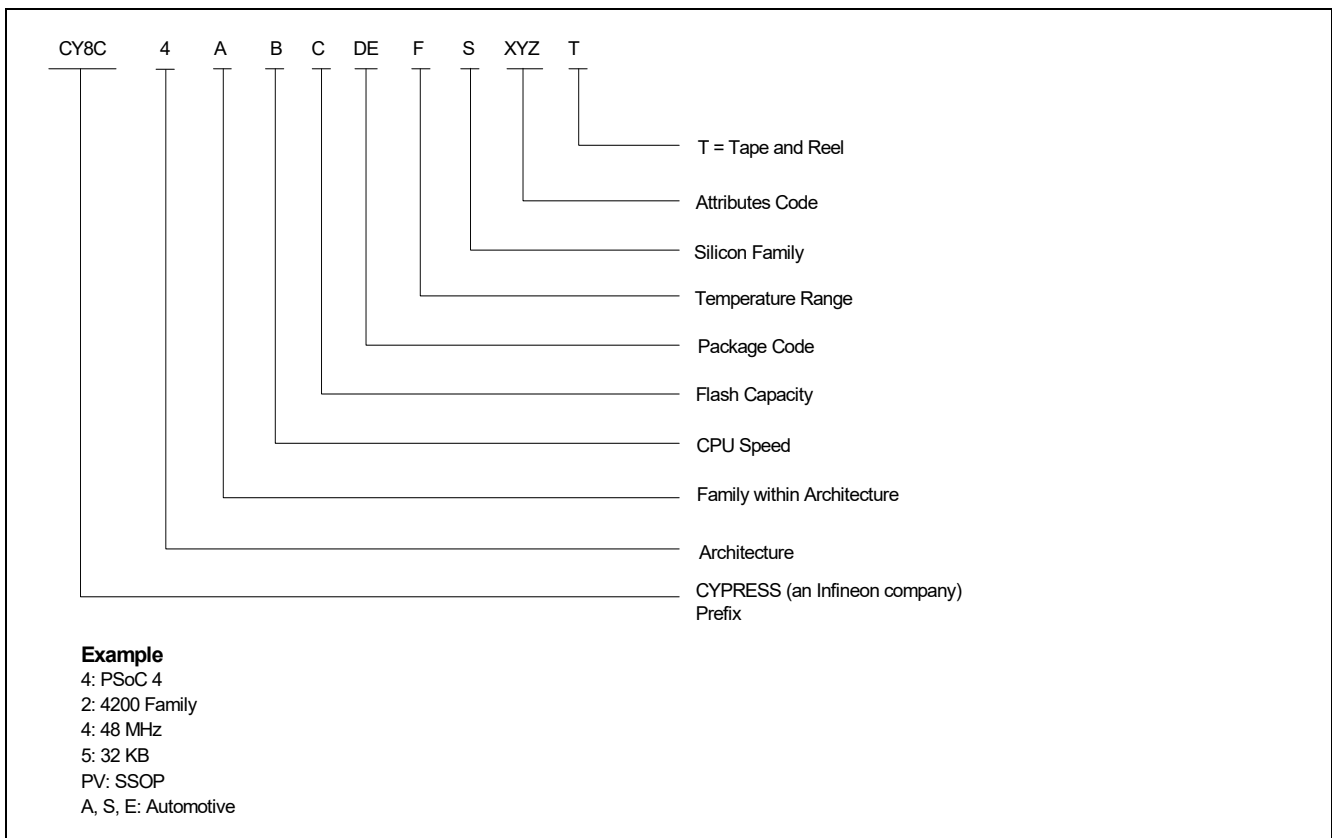 CY8C 4 A B C DE F S XYZ T
T = Tape and Reel
Attributes Code
Silicon Family
Temperature Range
Package Code
Flash Capacity
CPU Speed
Family within Architecture
Architecture
CYPRESS (an Infineon company)
Prefix
Example
4: PSoC 4
2: 4200 Family
4: 48 MHz
5: 32 KB
PV: SSOP
A, S, E: Automotive